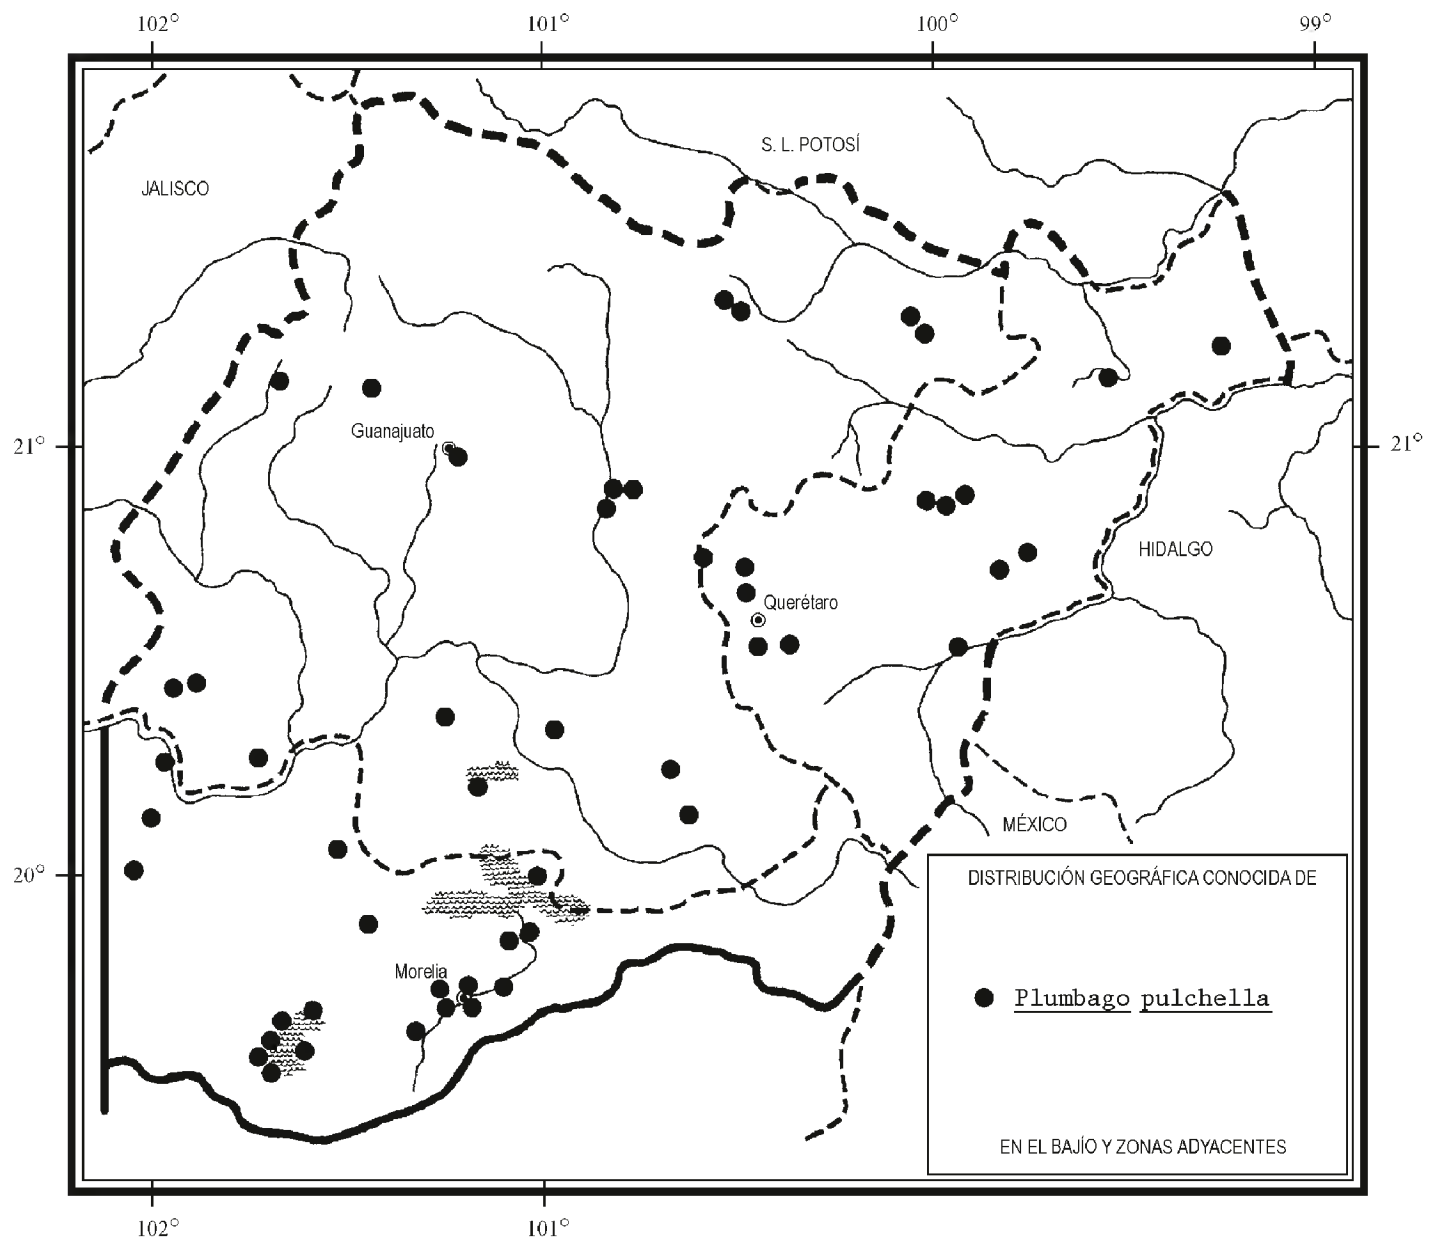 102° 101° 100° 99°
S. L. POTOSÍ
JALISCO
Guanajuato
21° 21°
HIDALGO
Querétaro
MÉXICO
20°
DISTRIBUCIÓN GEOGRÁFICA CONOCIDA DE
Morelia
Plumbago pulchella
EN EL BAJÍO Y ZONAS ADYACENTES
102° 101°